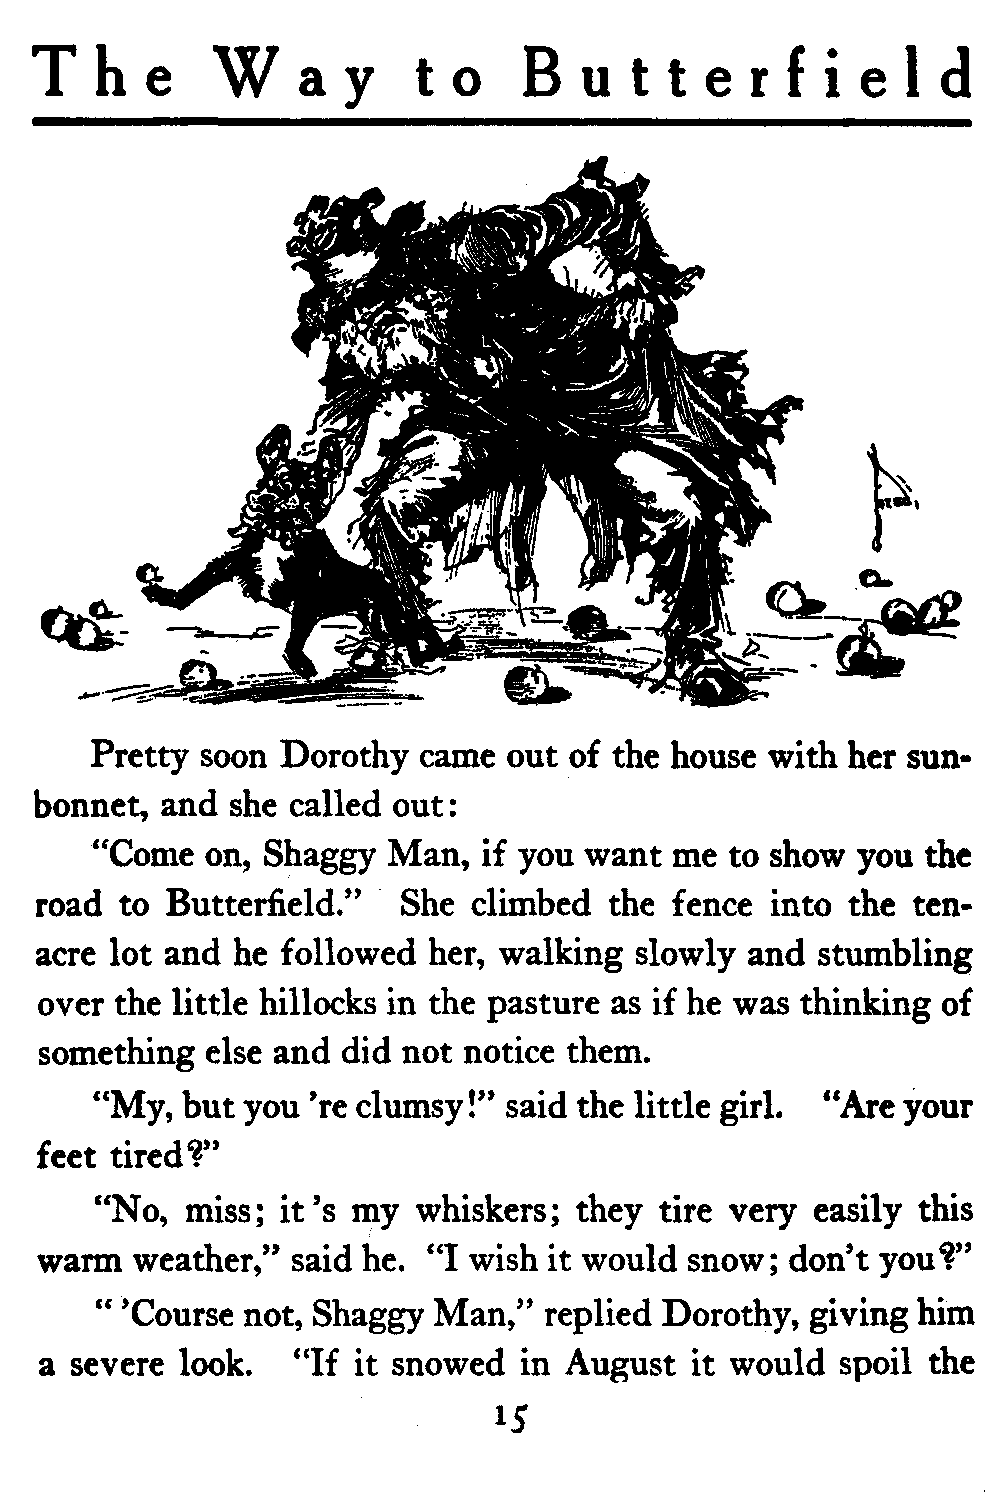 The Way to Butterfield
Pretty soon Dorothy came out of the house with her sun-
bonnet, and she called out:
“Come on, Shaggy Man, if you want me to show you the
road to Butterfield.” She climbed the fence into the ten-
acre lot and he followed her, walking slowly and stumbling
over the little hillocks in the pasture as if he was thinking of
something else and did not notice them.
“My, but you ’re clumsy!” said the little girl. “Are your
feet tired?”
“No, miss; it ’s my whiskers; they tire very easily this
warm weather,” said he. “I wish it would snow; don’t you?”
“ ’Course not, Shaggy Man,” replied Dorothy, giving him
a severe look. “If it snowed in August it would spoil the
15